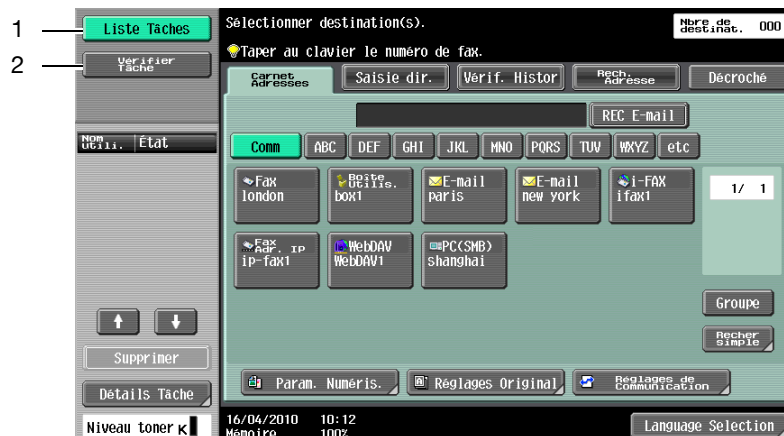 1
Liste Tâches
2
Vérifier Tâche
Nom utili. État
Supprimer
Détails Tâche
Niveau toner K
Sélectionner destination(s).
Nbre de destinat. 000
Taper au clavier le numéro de fax.
Carnet Adresses
Saisie dir.
Vérif. Histor
Rech. Adresse
Décroché
REC E-mail
Comm ABC DEF GHI JKL MNO PQRS TUV WXYZ etc
Fax
london
Boîte Utilis.
box1
E-mail
paris
E-mail
new york
i-FAX
ifax1
1/ 1
Fax Adr. IP
ip-fax1
WebDAV
WebDAV1
PC(SMB)
shanghai
Groupe
Recher simple
Param. Numéris.
Réglages Original
Réglages de Communication
16/04/2010 10:12
Mémoire 100%
Language Selection